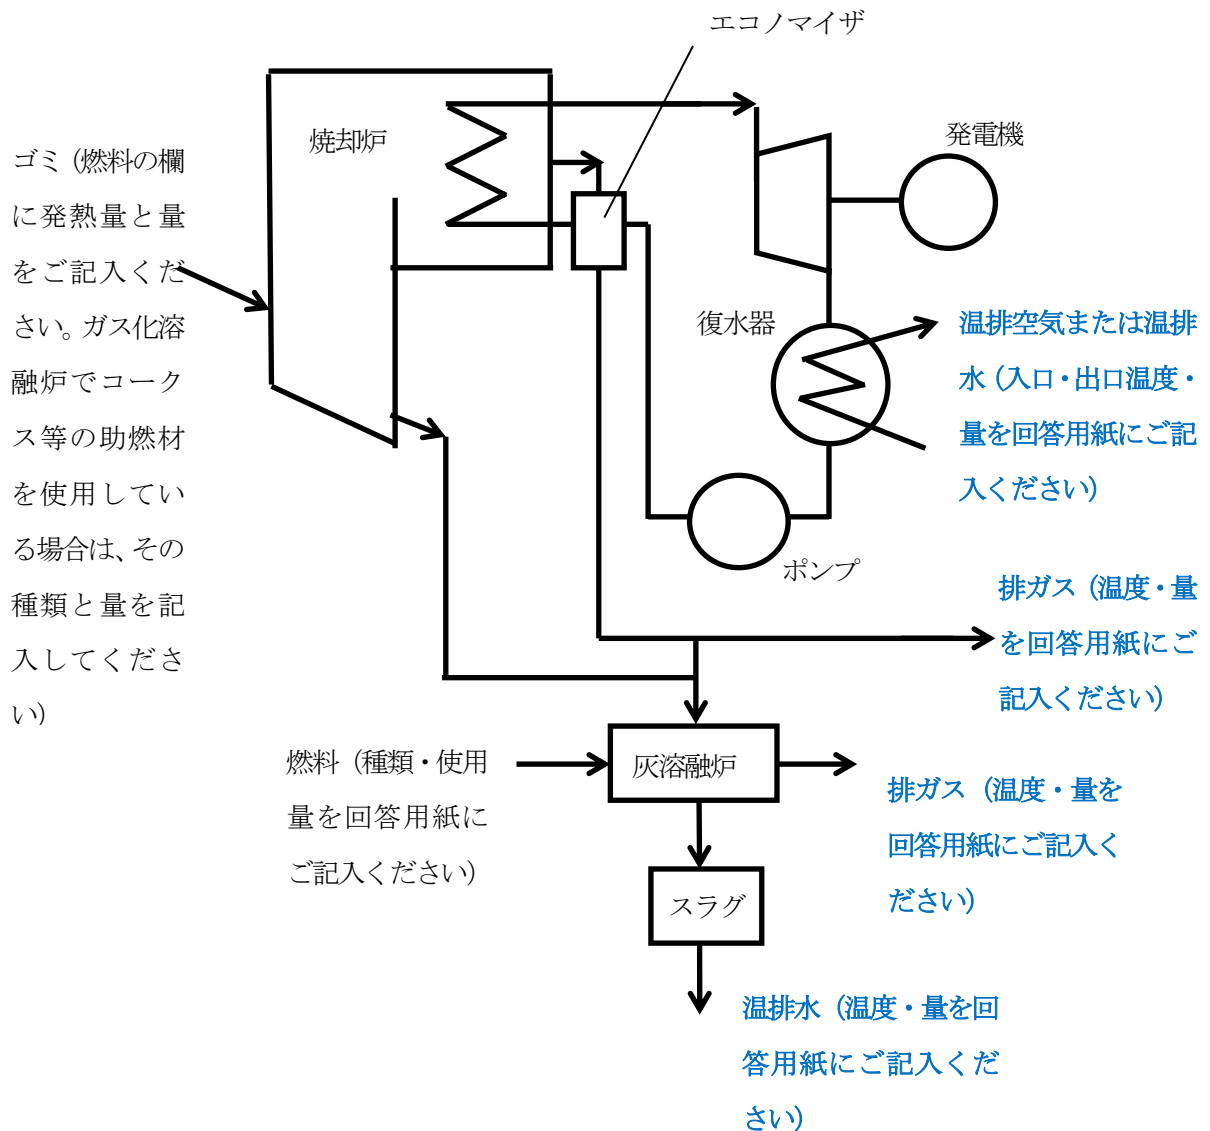 エコノマイザ
焼却炉
発電機
ゴミ（燃料の欄
に発熱量と量
をご記入くだ
さい。ガス化溶
融炉でコーク
ス等の助燃材
を使用してい
る場合は、その
種類と量を記
入してくださ
い）
復水器
温排空気または温排
水（入口・出口温度・
量を回答用紙にご記
入ください）
ポンプ
排ガス（温度・量
を回答用紙にご
記入ください）
燃料（種類・使用
量を回答用紙に
ご記入ください）
灰溶融炉
排ガス（温度・量を
回答用紙にご記入く
ださい）
スラグ
温排水（温度・量を回
答用紙にご記入くだ
さい）